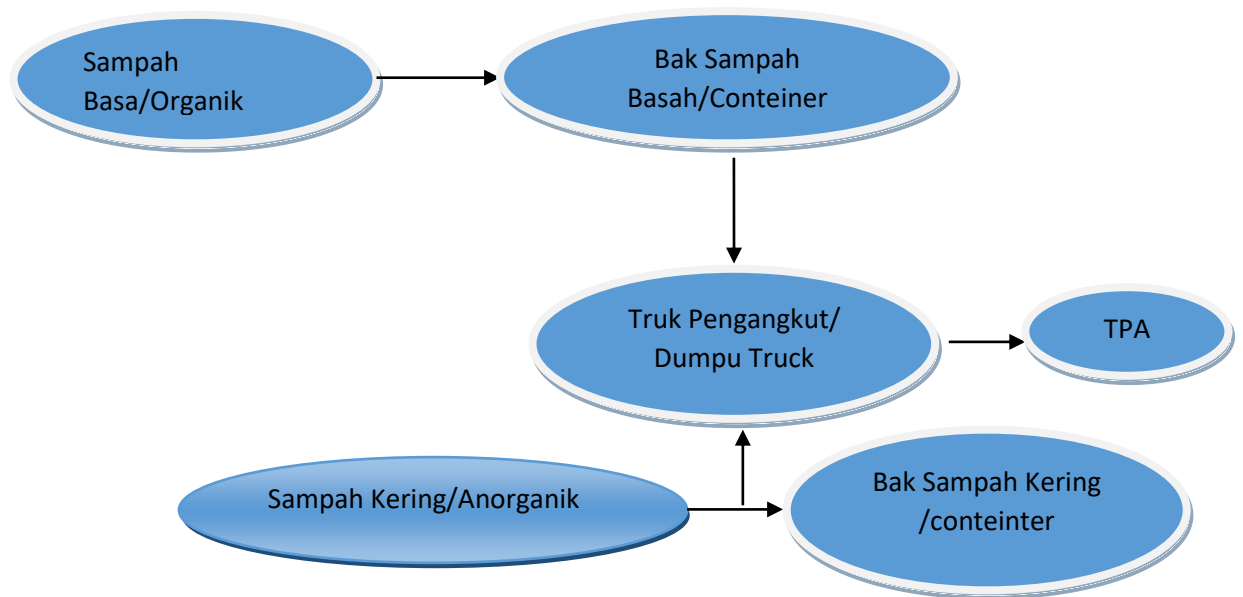 Sampah
Basa/Organik
Bak Sampah
Basah/Conteiner
Truk Pengangkut/
Dumpu Truck
TPA
Sampah Kering/Anorganik
Bak Sampah Kering
/conteinter